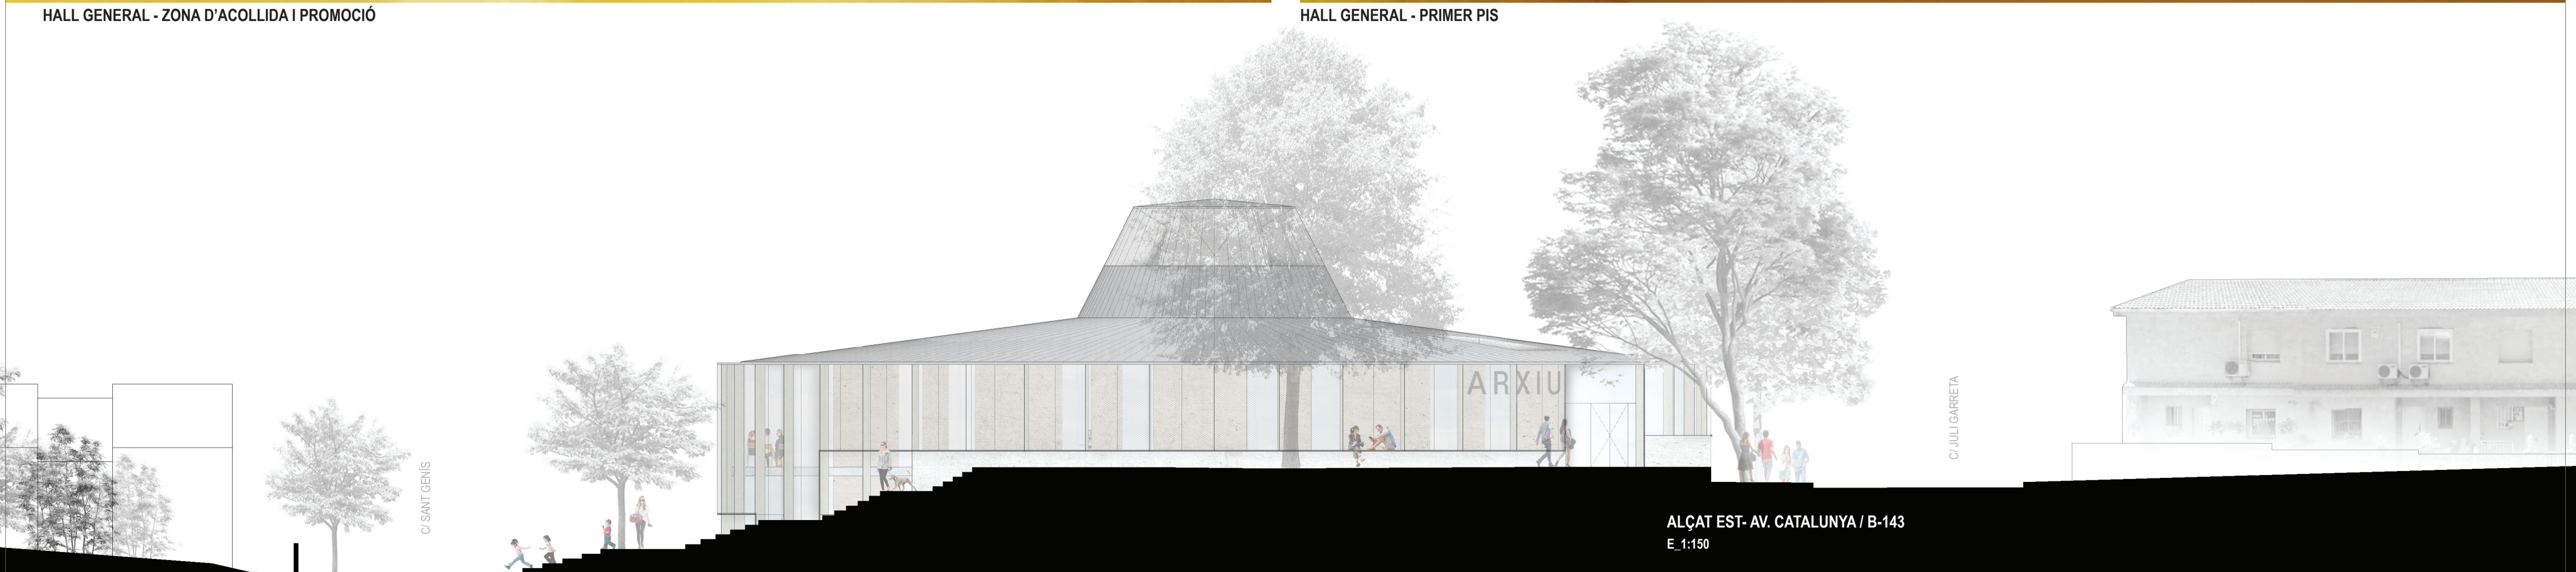 HALL GENERAL - ZONA D'ACOLLIDA I PROMOCIÓ
HALL GENERAL - PRIMER PIS
ARXIU
C/ SANT GENÍS
C/ JULI GARRETA
ALÇAT EST- AV. CATALUNYA / B-143
E_1:150